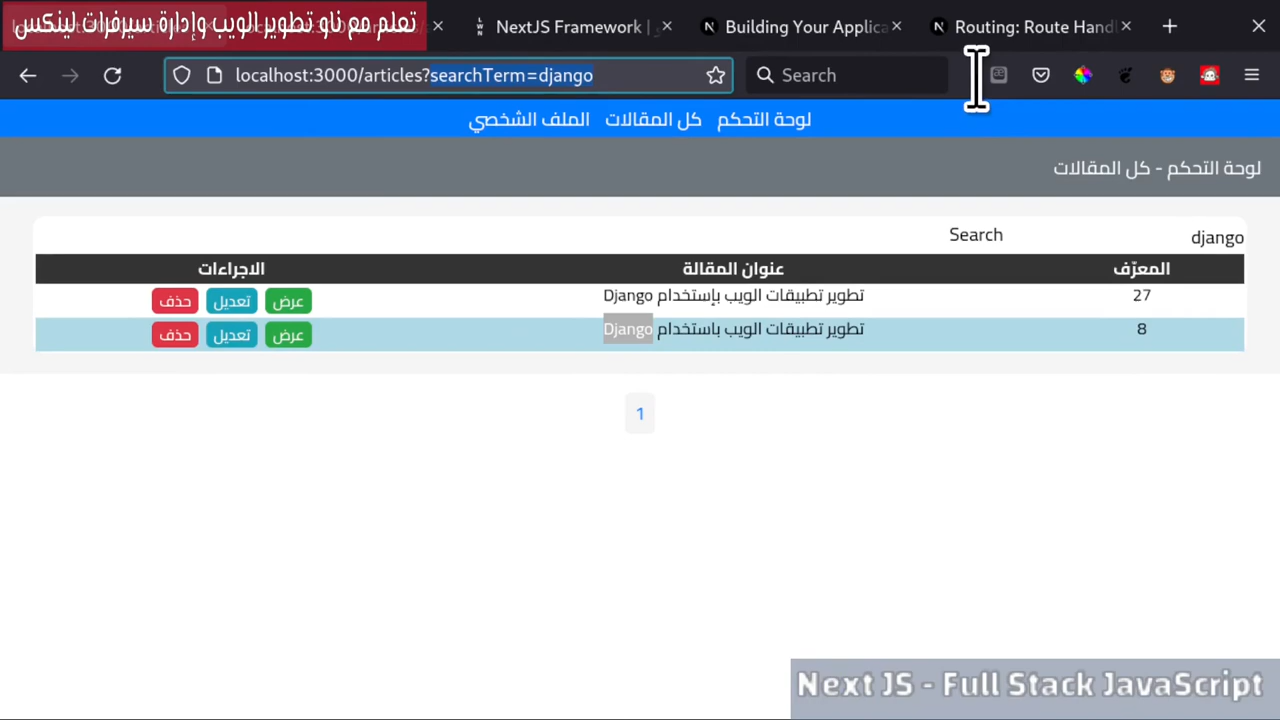 تعلم مع ناو تطوير الويب وإدارة سيرفرات لينكس
NextJS Framework |
Building Your Applica
Routing: Route Handl
localhost:3000/articles?searchTerm=django
Search
لوحة التحكم
كل المقالات
الملف الشخصي
لوحة التحكم - كل المقالات
django
Search
المعرّف
عنوان المقالة
الاجراءات
27
تطوير تطبيقات الويب بإستخدام Django
عرض
تعديل
حذف
8
تطوير تطبيقات الويب باستخدام Django
عرض
تعديل
حذف
1
Next JS - Full Stack JavaScript